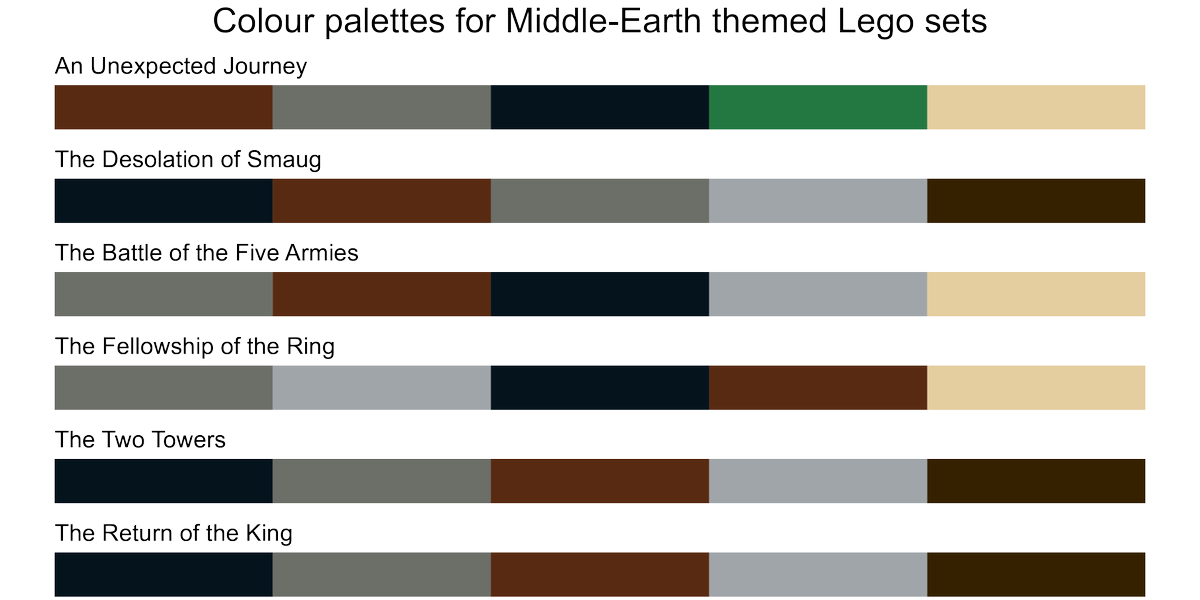 Colour palettes for Middle-Earth themed Lego sets
An Unexpected Journey
The Desolation of Smaug
The Battle of the Five Armies
The Fellowship of the Ring
The Two Towers
The Return of the King